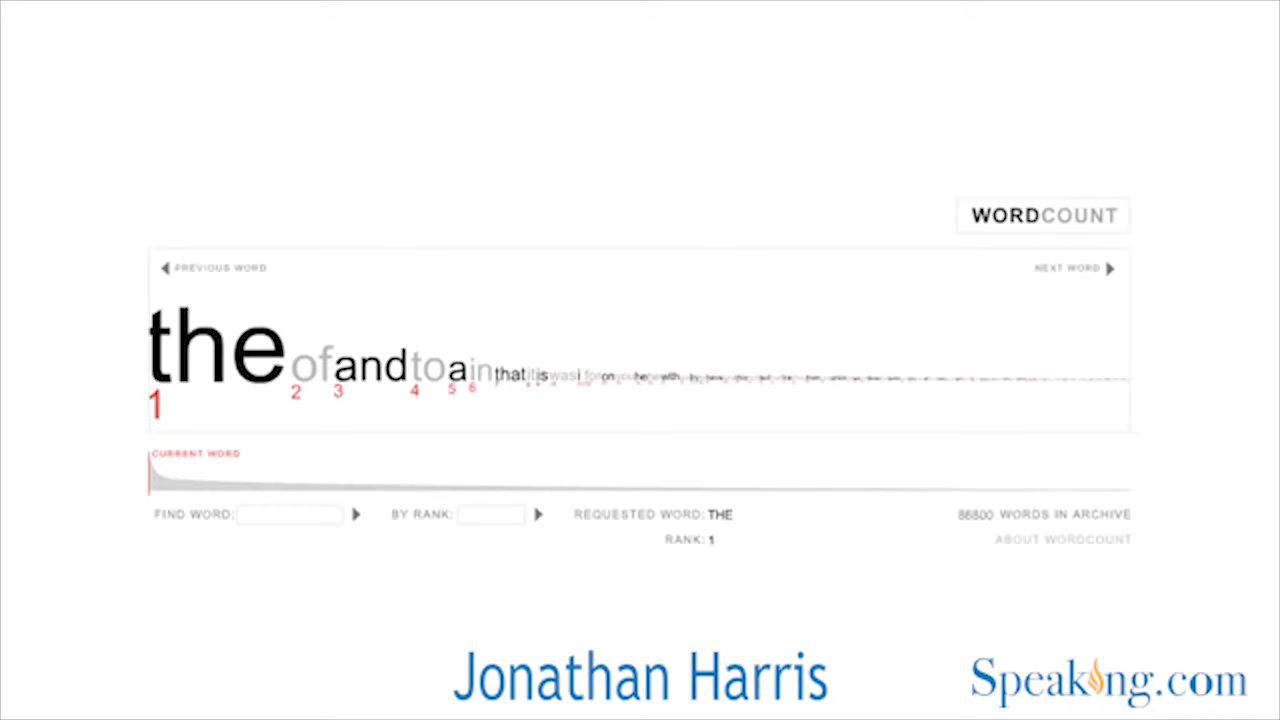 WORDCOUNT
PREVIOUS WORD
NEXT WORD
the of and to a in that it is was i for on he with
1 2 3 4 5 6
CURRENT WORD
FIND WORD: BY RANK: REQUESTED WORD: THE 86800 WORDS IN ARCHIVE
RANK: 1 ABOUT WORDCOUNT
Jonathan Harris
Speaking.com